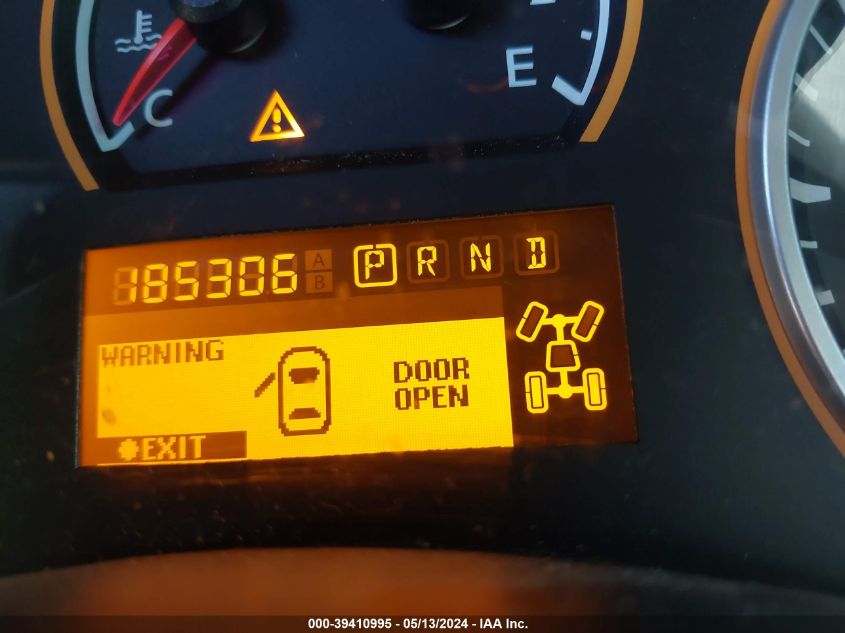 C
E
185306 A B P R N D
WARNING
DOOR
OPEN
✱EXIT
000-39410995 - 05/13/2024 - IAA Inc.